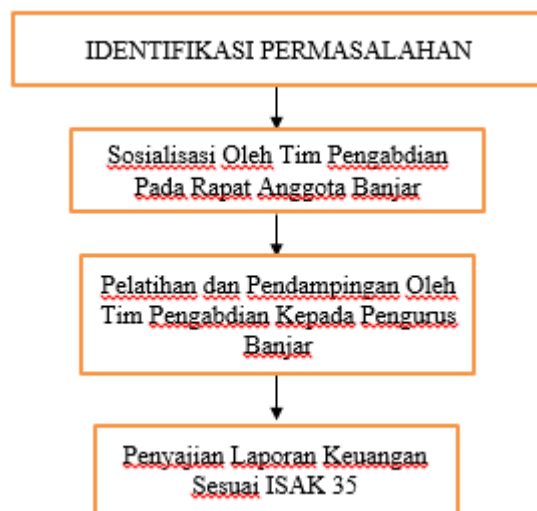 IDENTIFIKASI PERMASALAHAN
Sosialisasi Oleh Tim Pengabdian
Pada Rapat Anggota Banjar
Pelatihan dan Pendampingan Oleh
Tim Pengabdian Kepada Pengurus
Banjar
Penyajian Laporan Keuangan
Sesuai ISAK 35